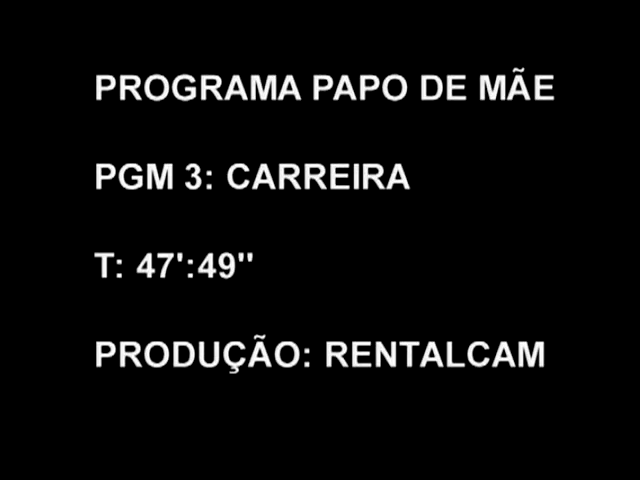 PROGRAMA PAPO DE MÃE
PGM 3: CARREIRA
T: 47':49"
PRODUÇÃO: RENTALCAM